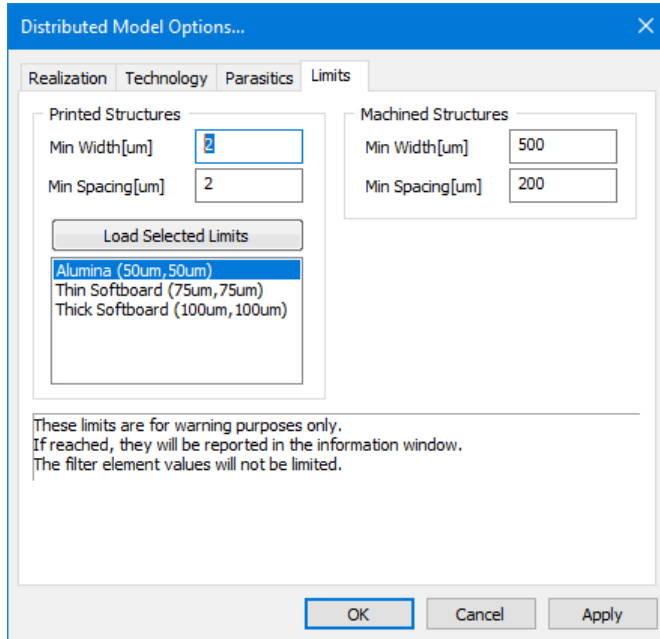 Distributed Model Options...
Realization Technology Parasitics Limits
Printed Structures
Min Width[um] 2
Min Spacing[um] 2
Load Selected Limits
Alumina (50um,50um)
Thin Softboard (75um,75um)
Thick Softboard (100um,100um)
Machined Structures
Min Width[um] 500
Min Spacing[um] 200
These limits are for warning purposes only.
If reached, they will be reported in the information window.
The filter element values will not be limited.
OK Cancel Apply